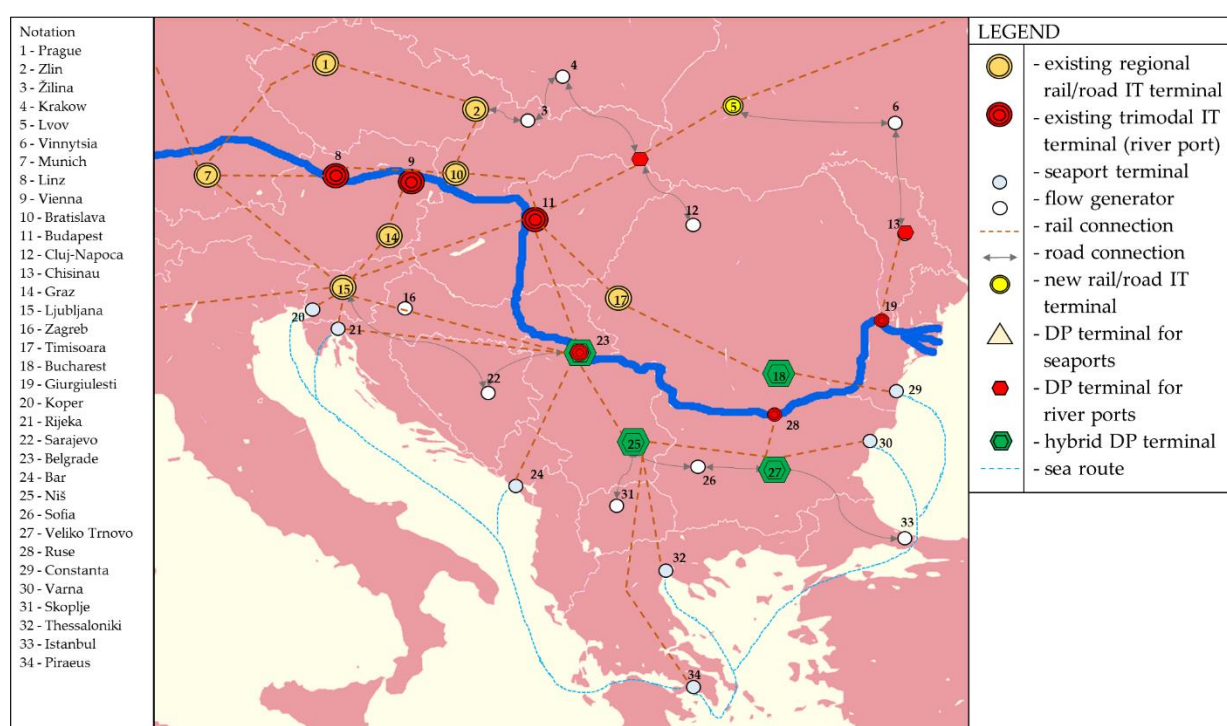 Notation
1 - Prague
2 - Zlin
3 - Žilina
4 - Krakow
5 - Lvov
6 - Vinnytsia
7 - Munich
8 - Linz
9 - Vienna
10 - Bratislava
11 - Budapest
12 - Cluj-Napoca
13 - Chisinau
14 - Graz
15 - Ljubljana
16 - Zagreb
17 - Timisoara
18 - Bucharest
19 - Giurgiulesti
20 - Koper
21 - Rijeka
22 - Sarajevo
23 - Belgrade
24 - Bar
25 - Niš
26 - Sofia
27 - Veliko Trnovo
28 - Ruse
29 - Constanta
30 - Varna
31 - Skoplje
32 - Thessaloniki
33 - Istanbul
34 - Piraeus
1
4
2
3
5
6
8
9
7
10
11
12
13
14
15
16
17
20
21
19
23
18
22
29
28
30
25
24
26
27
31
33
32
34
LEGEND
- existing regional
rail/road IT terminal
- existing trimodal IT
terminal (river port)
- seaport terminal
- flow generator
- rail connection
- road connection
- new rail/road IT
terminal
- DP terminal for
seaports
- DP terminal for
river ports
- hybrid DP terminal
- sea route